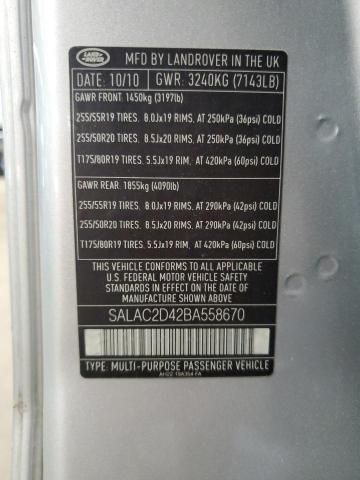 LAND ROVER
MFD BY LANDROVER IN THE UK
DATE: 10/10 GWR: 3240KG (7143LB)
GAWR FRONT: 1450kg (3197lb)
255/55R19 TIRES. 8.0Jx19 RIMS, AT 250kPa (36psi) COLD
255/50R20 TIRES. 8.5Jx20 RIMS, AT 250kPa (36psi) COLD
T175/80R19 TIRES. 5.5Jx19 RIM, AT 420kPa (60psi) COLD
GAWR REAR: 1855kg (4090lb)
255/55R19 TIRES. 8.0Jx19 RIMS, AT 290kPa (42psi) COLD
255/50R20 TIRES. 8.5Jx20 RIMS, AT 290kPa (42psi) COLD
T175/80R19 TIRES. 5.5Jx19 RIM, AT 420kPa (60psi) COLD
THIS VEHICLE CONFORMS TO ALL APPLICABLE
U.S. FEDERAL MOTOR VEHICLE SAFETY STANDARDS
IN EFFECT ON THE DATE OF
MANUFACTURE SHOWN ABOVE.
SALAC2D42BA558670
TYPE: MULTI-PURPOSE PASSENGER VEHICLE